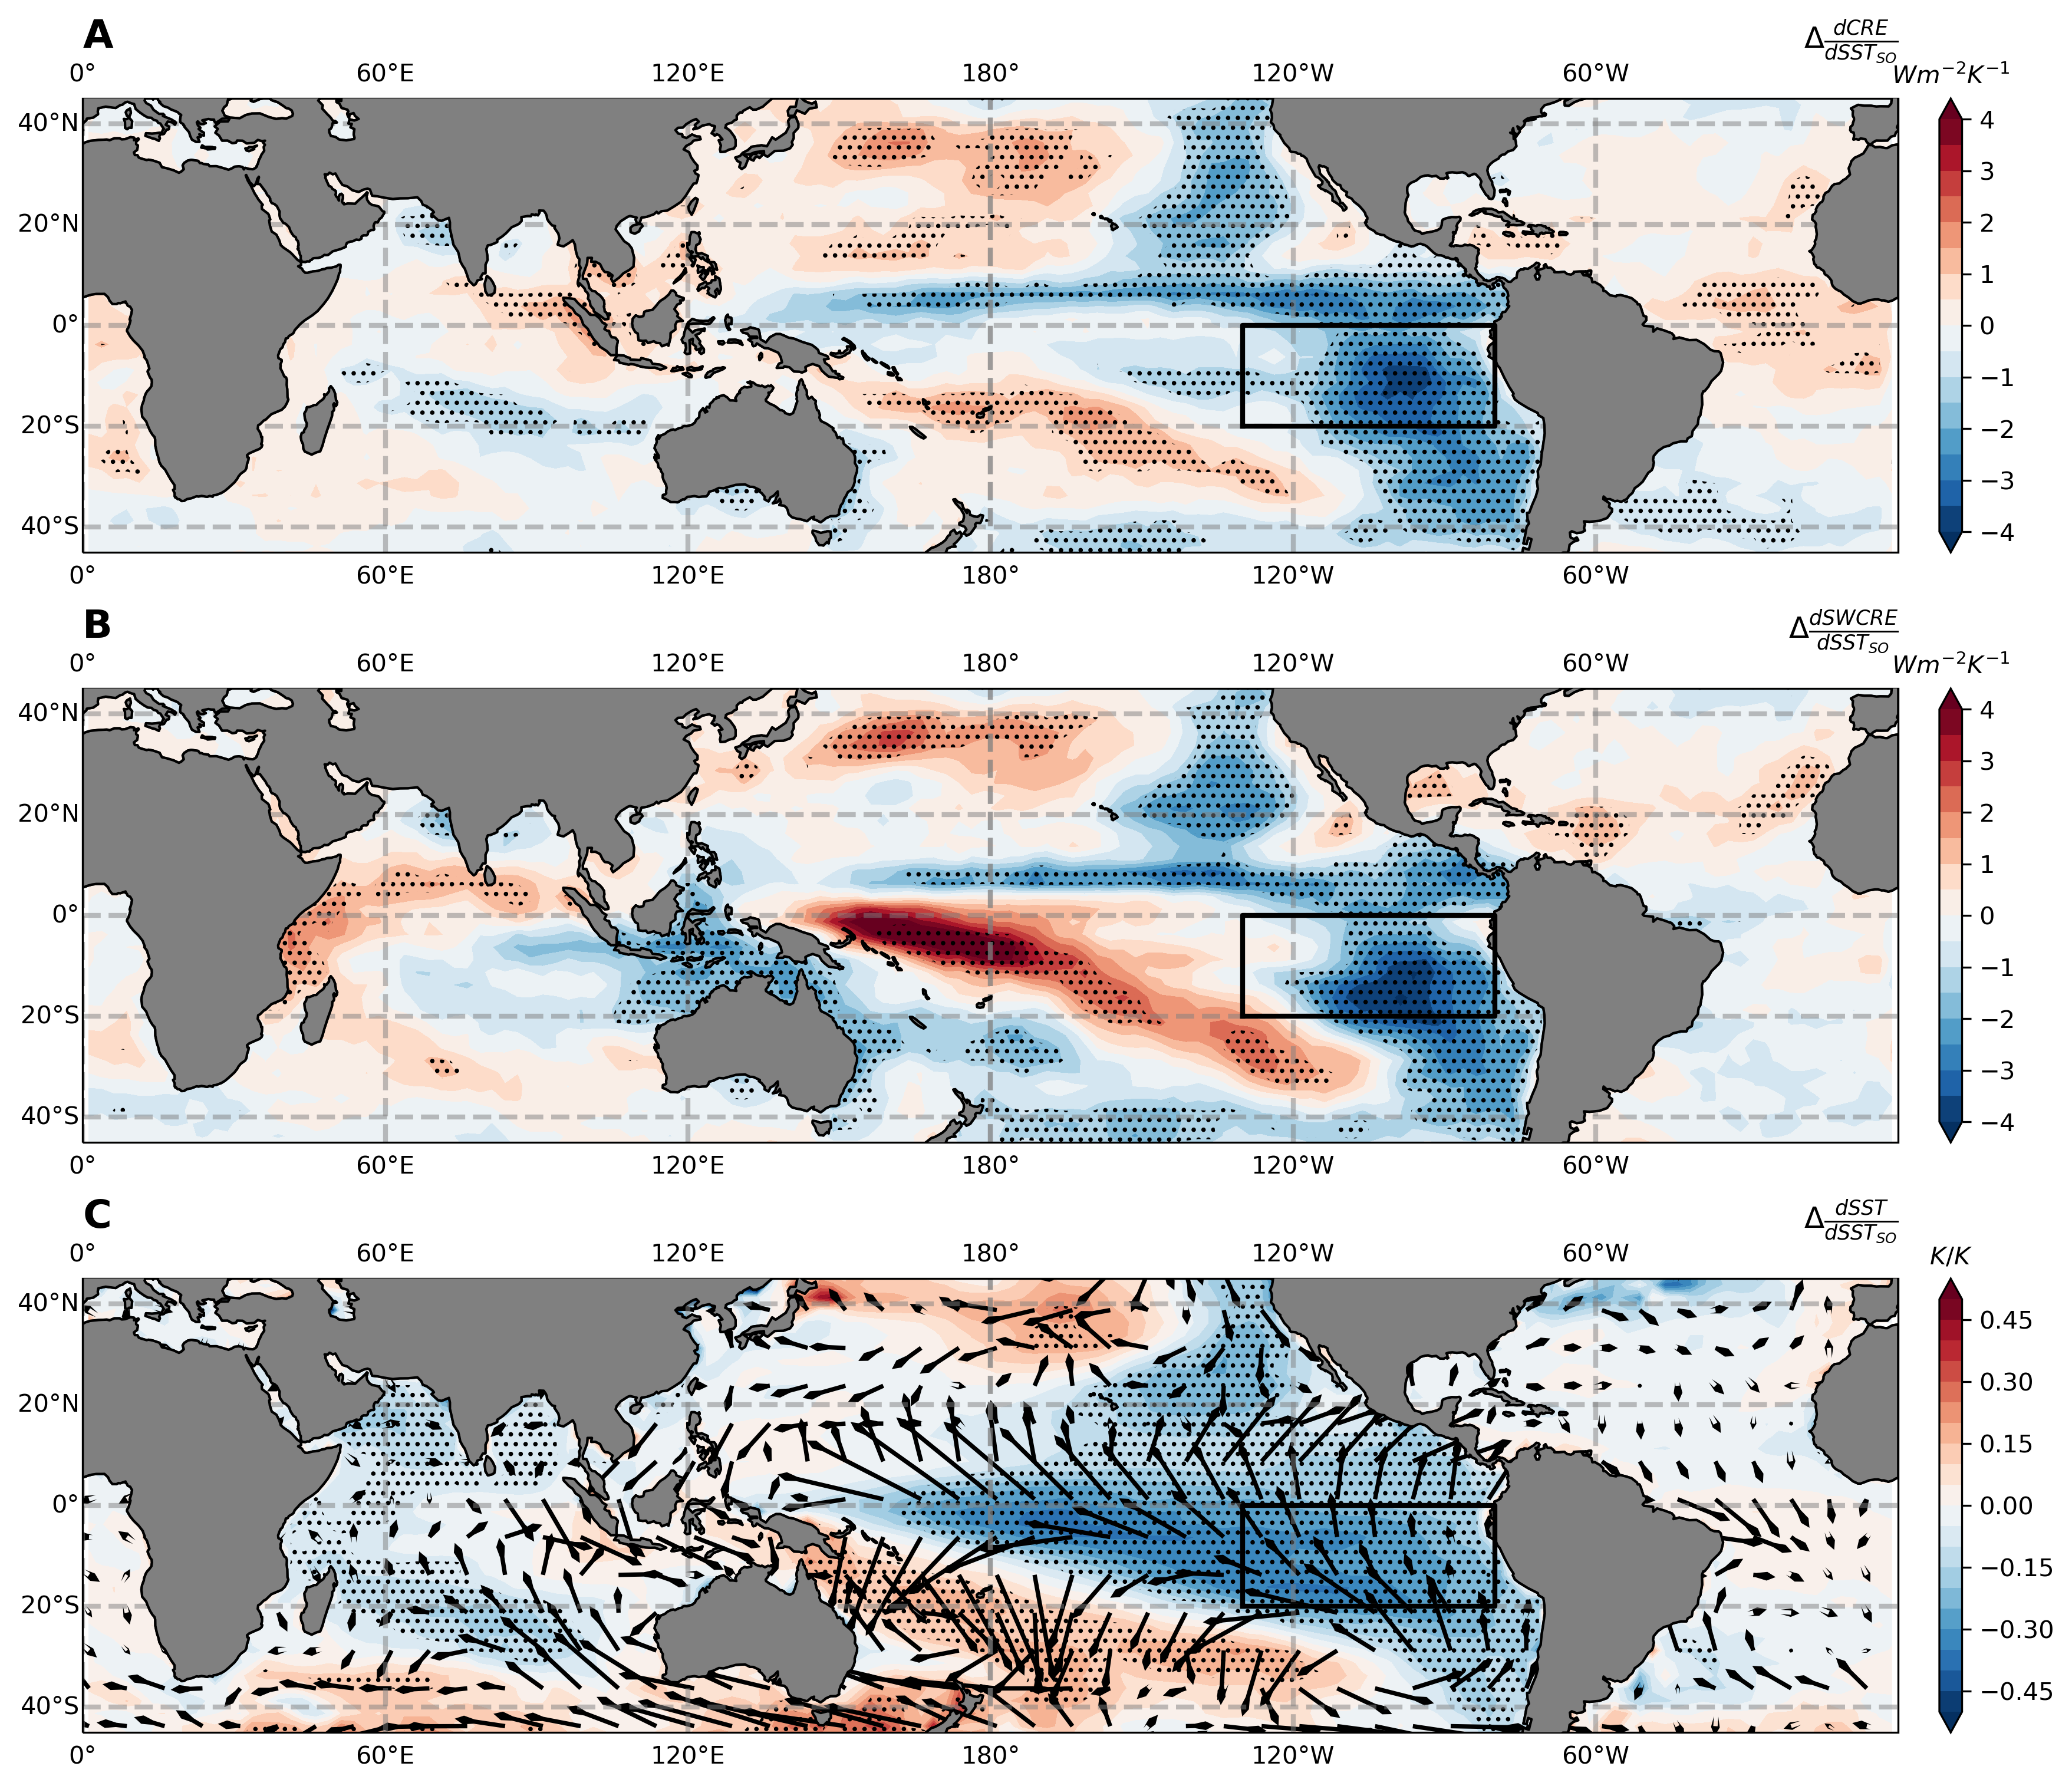 A
Δ dCRE / dSST_SO
0° 60°E 120°E 180° 120°W 60°W
Wm⁻²K⁻¹
40°N
20°N
0°
20°S
40°S
4
3
2
1
0
−1
−2
−3
−4
0° 60°E 120°E 180° 120°W 60°W
B
Δ dSWCRE / dSST_SO
0° 60°E 120°E 180° 120°W 60°W
Wm⁻²K⁻¹
40°N
20°N
0°
20°S
40°S
4
3
2
1
0
−1
−2
−3
−4
0° 60°E 120°E 180° 120°W 60°W
C
Δ dSST / dSST_SO
0° 60°E 120°E 180° 120°W 60°W
K/K
40°N
20°N
0°
20°S
40°S
0.45
0.30
0.15
0.00
−0.15
−0.30
−0.45
0° 60°E 120°E 180° 120°W 60°W